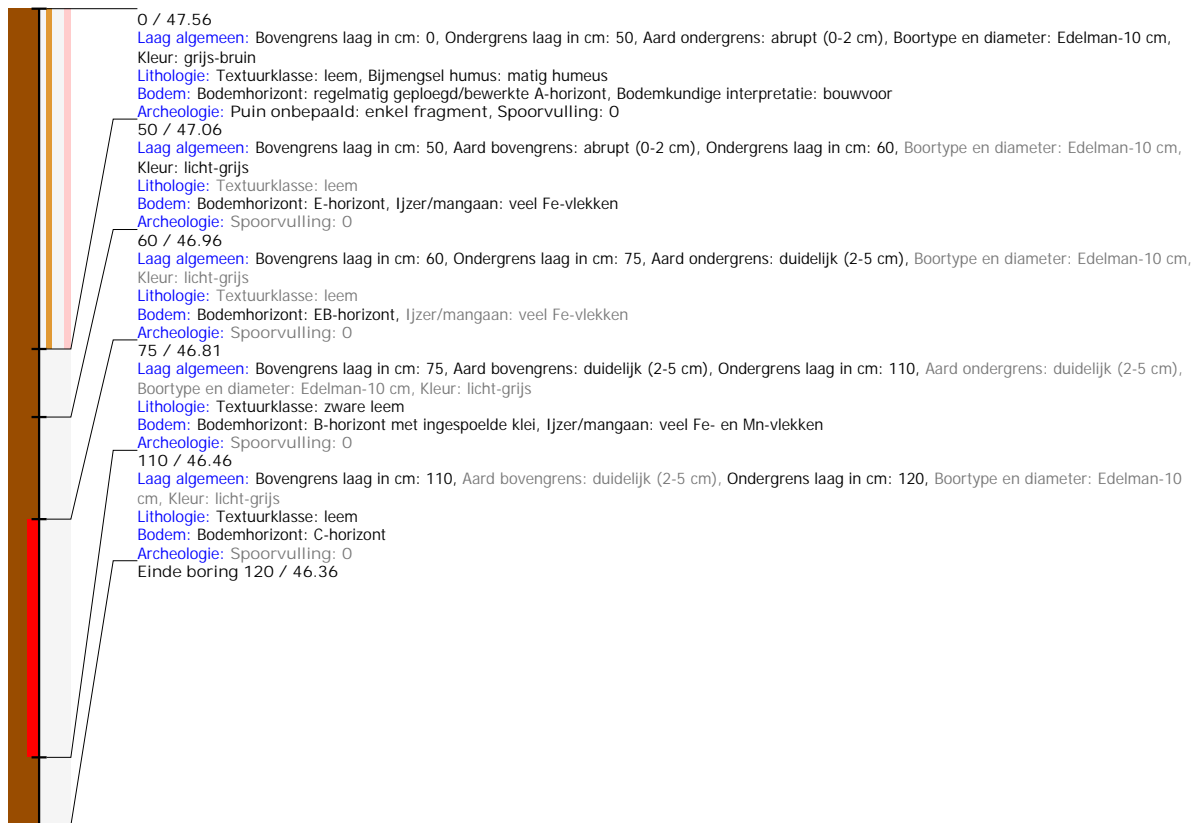 0 / 47.56
Laag algemeen: Bovengrens laag in cm: 0, Ondergrens laag in cm: 50, Aard ondergrens: abrupt (0-2 cm), Boortype en diameter: Edelman-10 cm,
Kleur: grijs-bruin
Lithologie: Textuurklasse: leem, Bijmengsel humus: matig humeus
Bodem: Bodemhorizont: regelmatig geploegd/bewerkte A-horizont, Bodemkundige interpretatie: bouwvoor
Archeologie: Puin onbepaald: enkel fragment, Spoorvulling: 0
50 / 47.06
Laag algemeen: Bovengrens laag in cm: 50, Aard bovengrens: abrupt (0-2 cm), Ondergrens laag in cm: 60, Boortype en diameter: Edelman-10 cm,
Kleur: licht-grijs
Lithologie: Textuurklasse: leem
Bodem: Bodemhorizont: E-horizont, Ijzer/mangaan: veel Fe-vlekken
Archeologie: Spoorvulling: 0
60 / 46.96
Laag algemeen: Bovengrens laag in cm: 60, Ondergrens laag in cm: 75, Aard ondergrens: duidelijk (2-5 cm), Boortype en diameter: Edelman-10 cm,
Kleur: licht-grijs
Lithologie: Textuurklasse: leem
Bodem: Bodemhorizont: EB-horizont, Ijzer/mangaan: veel Fe-vlekken
Archeologie: Spoorvulling: 0
75 / 46.81
Laag algemeen: Bovengrens laag in cm: 75, Aard bovengrens: duidelijk (2-5 cm), Ondergrens laag in cm: 110, Aard ondergrens: duidelijk (2-5 cm),
Boortype en diameter: Edelman-10 cm, Kleur: licht-grijs
Lithologie: Textuurklasse: zware leem
Bodem: Bodemhorizont: B-horizont met ingespoelde klei, Ijzer/mangaan: veel Fe- en Mn-vlekken
Archeologie: Spoorvulling: 0
110 / 46.46
Laag algemeen: Bovengrens laag in cm: 110, Aard bovengrens: duidelijk (2-5 cm), Ondergrens laag in cm: 120, Boortype en diameter: Edelman-10
cm, Kleur: licht-grijs
Lithologie: Textuurklasse: leem
Bodem: Bodemhorizont: C-horizont
Archeologie: Spoorvulling: 0
Einde boring 120 / 46.36